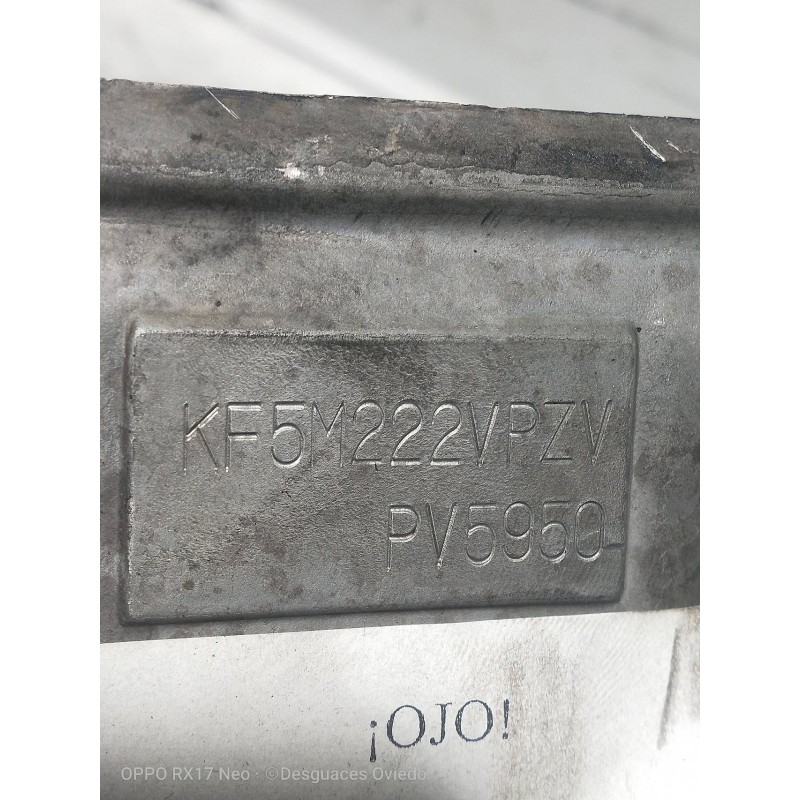 KF5M222VPZV
PV5950
¡OJO!
OPPO RX17 Neo · ©Desguaces Oviedo